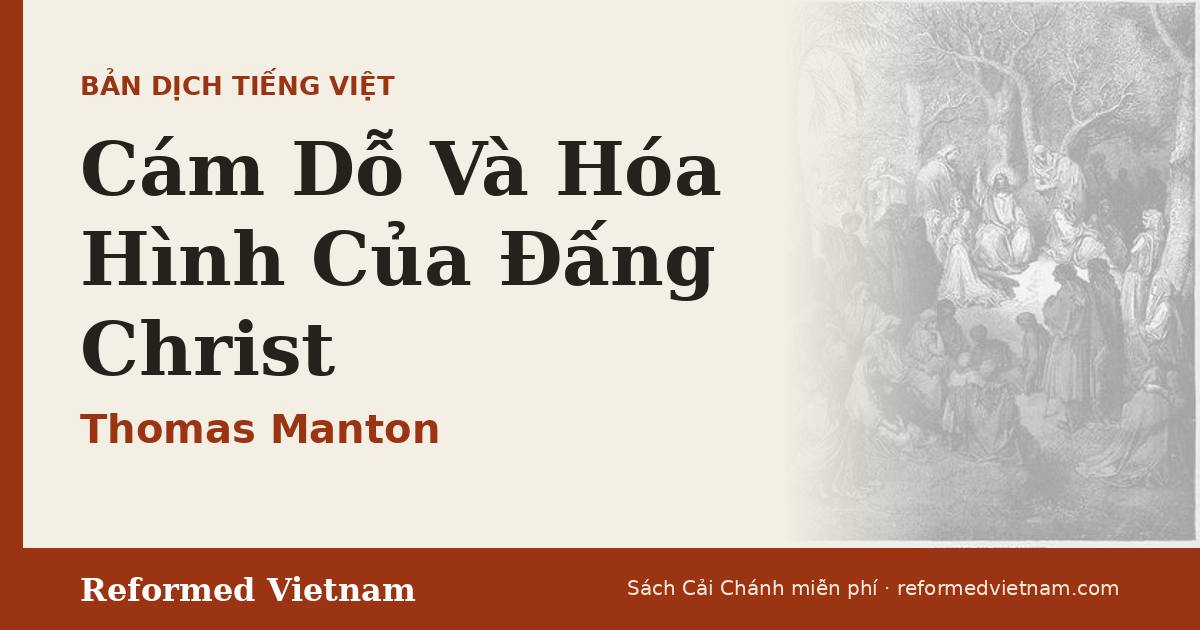 BẢN DỊCH TIẾNG VIỆT
Cám Dỗ Và Hóa
Hình Của Đấng
Christ
Thomas Manton
Reformed Vietnam
Sách Cải Chánh miễn phí · reformedvietnam.com